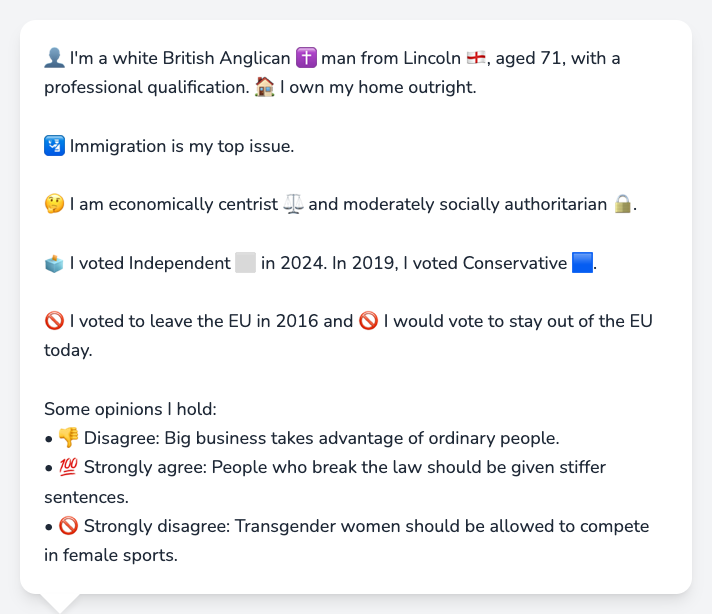 👤 I'm a white British Anglican ✝️ man from Lincoln 🏴󠁧󠁢󠁥󠁮󠁧󠁿, aged 71, with a
professional qualification. 🏠 I own my home outright.
🛂 Immigration is my top issue.
🤔 I am economically centrist ⚖️ and moderately socially authoritarian 🔒.
🗳️ I voted Independent ⬜ in 2024. In 2019, I voted Conservative 🟦.
🚫 I voted to leave the EU in 2016 and 🚫 I would vote to stay out of the EU
today.
Some opinions I hold:
• 👎 Disagree: Big business takes advantage of ordinary people.
• 💯 Strongly agree: People who break the law should be given stiffer
sentences.
• 🚫 Strongly disagree: Transgender women should be allowed to compete
in female sports.